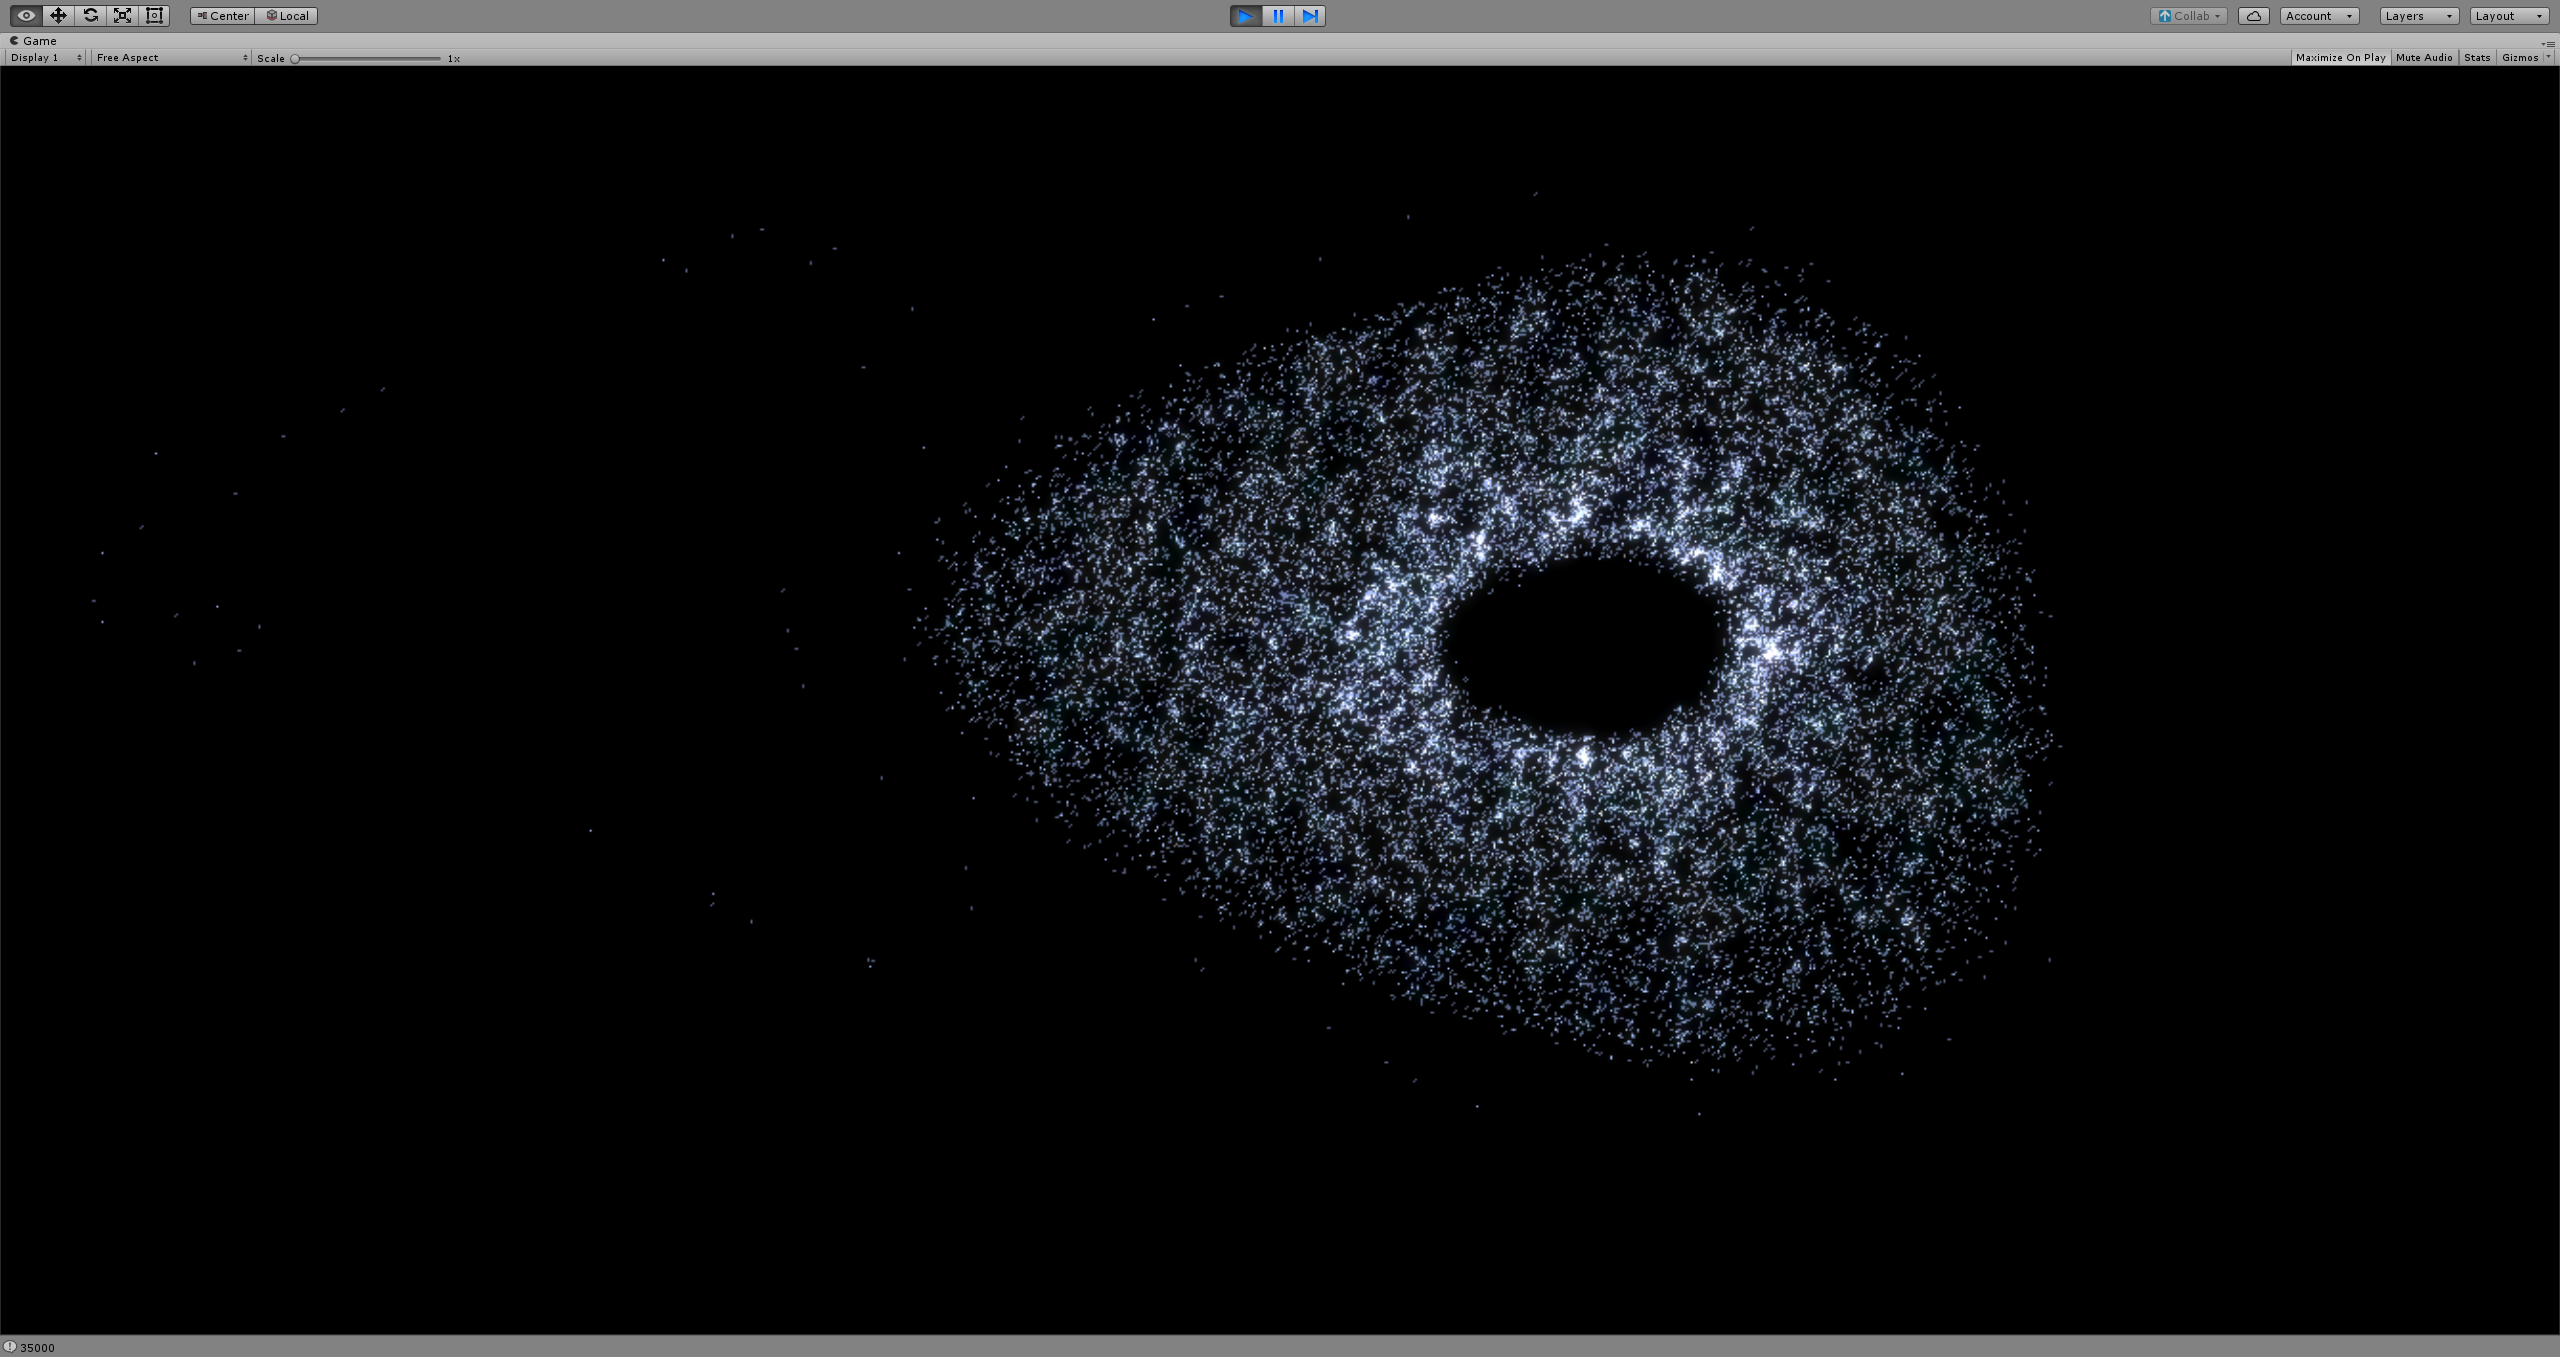 Center Local Collab Account Layers Layout
Game
Display 1 Free Aspect Scale 1x Maximize On Play Mute Audio Stats Gizmos
35000